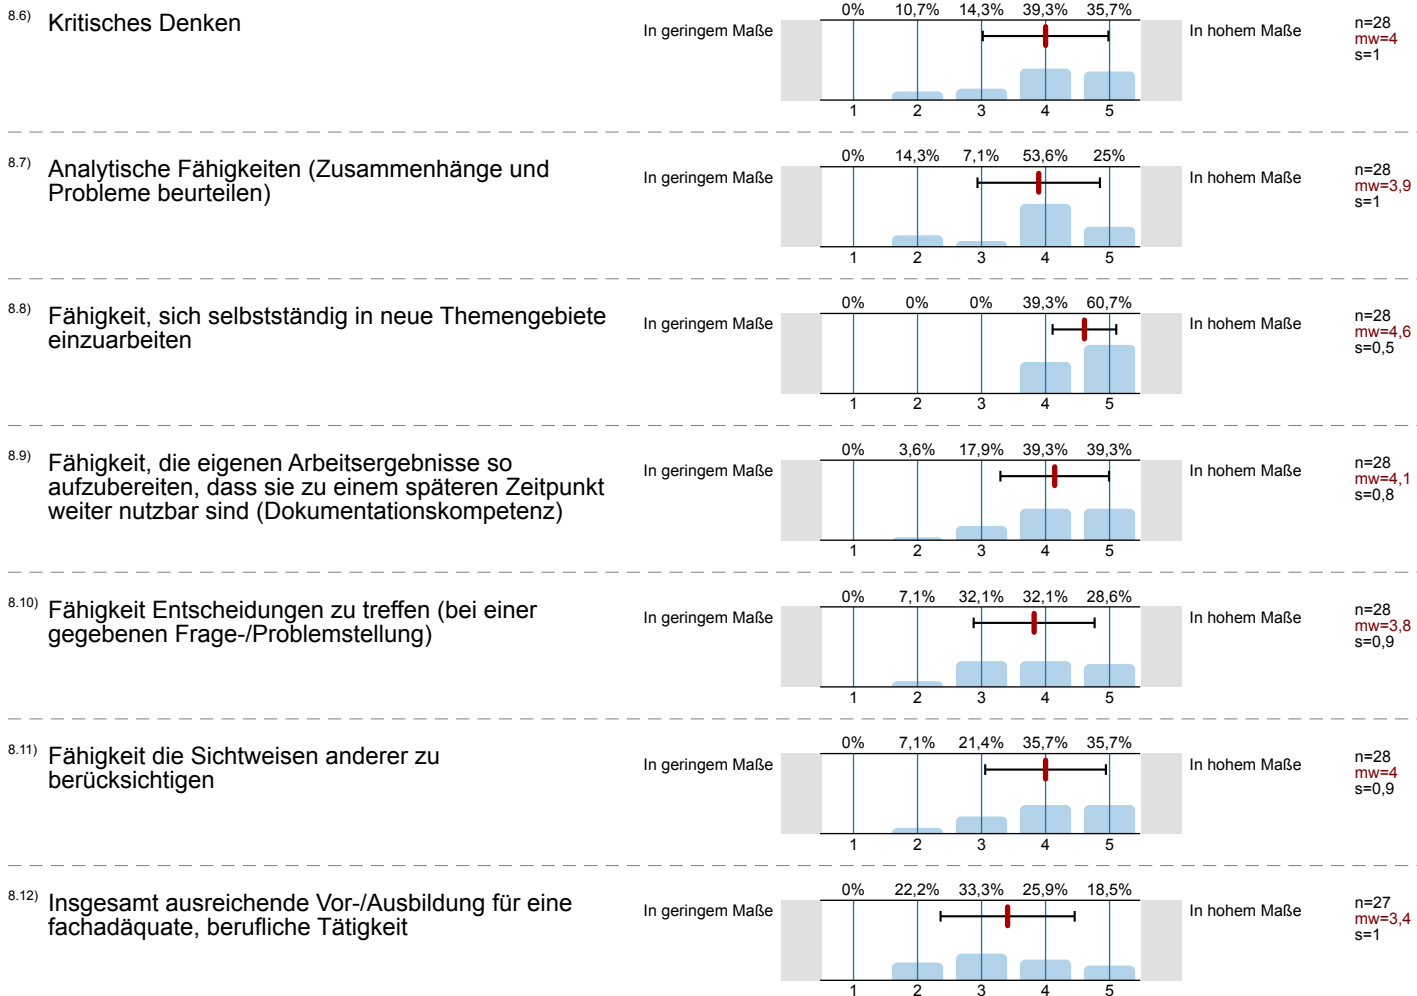 8.6) Kritisches Denken
In geringem Maße
0% 10,7% 14,3% 39,3% 35,7%
1 2 3 4 5
In hohem Maße
n=28
mw=4
s=1
8.7) Analytische Fähigkeiten (Zusammenhänge und
Probleme beurteilen)
In geringem Maße
0% 14,3% 7,1% 53,6% 25%
1 2 3 4 5
In hohem Maße
n=28
mw=3,9
s=1
8.8) Fähigkeit, sich selbstständig in neue Themengebiete
einzuarbeiten
In geringem Maße
0% 0% 0% 39,3% 60,7%
1 2 3 4 5
In hohem Maße
n=28
mw=4,6
s=0,5
8.9) Fähigkeit, die eigenen Arbeitsergebnisse so
aufzubereiten, dass sie zu einem späteren Zeitpunkt
weiter nutzbar sind (Dokumentationskompetenz)
In geringem Maße
0% 3,6% 17,9% 39,3% 39,3%
1 2 3 4 5
In hohem Maße
n=28
mw=4,1
s=0,8
8.10) Fähigkeit Entscheidungen zu treffen (bei einer
gegebenen Frage-/Problemstellung)
In geringem Maße
0% 7,1% 32,1% 32,1% 28,6%
1 2 3 4 5
In hohem Maße
n=28
mw=3,8
s=0,9
8.11) Fähigkeit die Sichtweisen anderer zu
berücksichtigen
In geringem Maße
0% 7,1% 21,4% 35,7% 35,7%
1 2 3 4 5
In hohem Maße
n=28
mw=4
s=0,9
8.12) Insgesamt ausreichende Vor-/Ausbildung für eine
fachadäquate, berufliche Tätigkeit
In geringem Maße
0% 22,2% 33,3% 25,9% 18,5%
1 2 3 4 5
In hohem Maße
n=27
mw=3,4
s=1